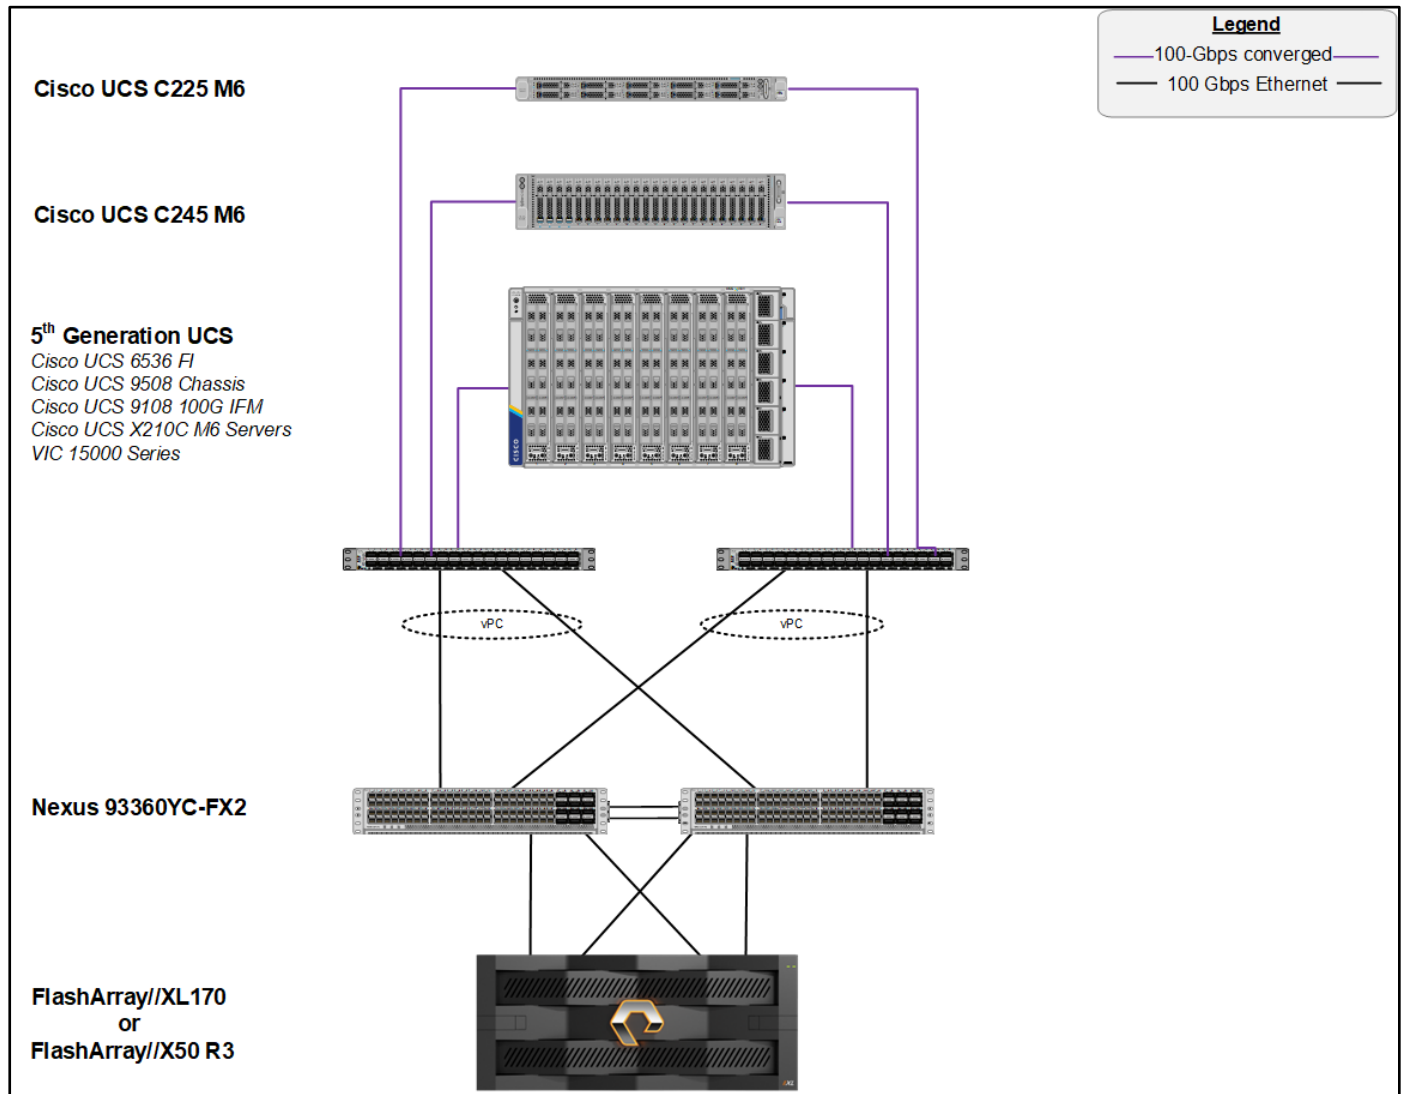 Legend
100-Gbps converged
100 Gbps Ethernet
Cisco UCS C225 M6
Cisco UCS C245 M6
5th Generation UCS
Cisco UCS 6536 FI
Cisco UCS 9508 Chassis
Cisco UCS 9108 100G IFM
Cisco UCS X210C M6 Servers
VIC 15000 Series
CISCO
vPC
vPC
Nexus 93360YC-FX2
FlashArray//XL170
or
FlashArray//X50 R3
//XL